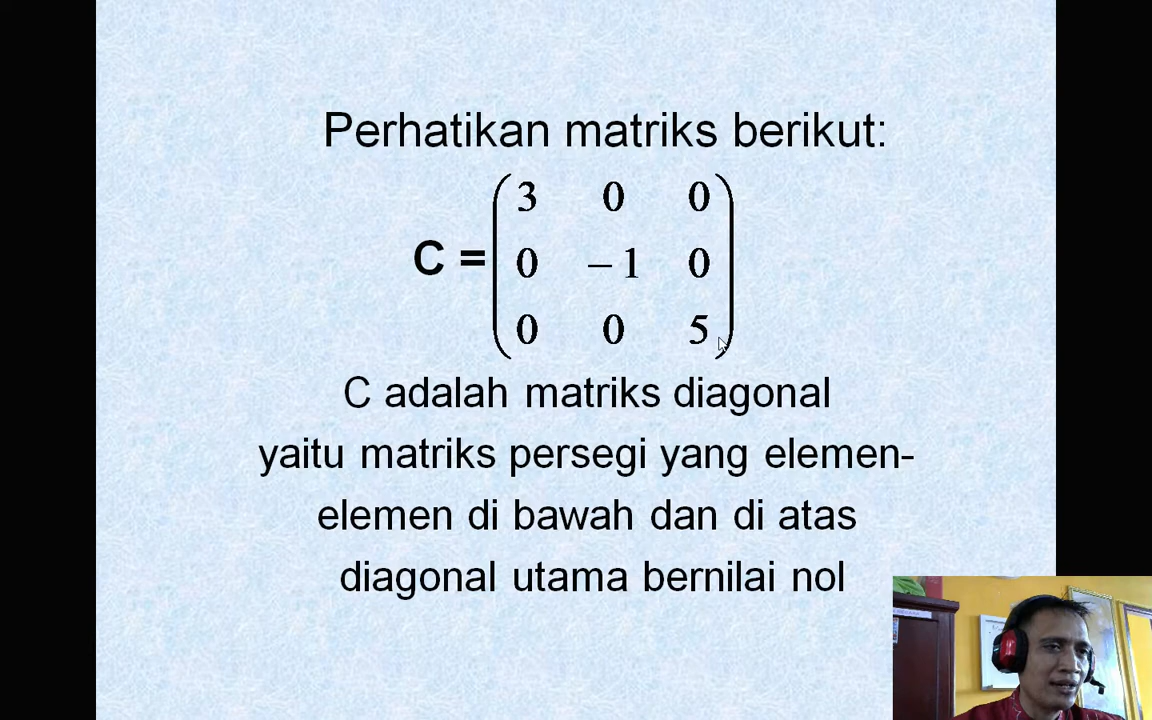 Perhatikan matriks berikut:
3 0 0
C = 0 – 1 0
0 0 5
C adalah matriks diagonal
yaitu matriks persegi yang elemen-
elemen di bawah dan di atas
diagonal utama bernilai nol